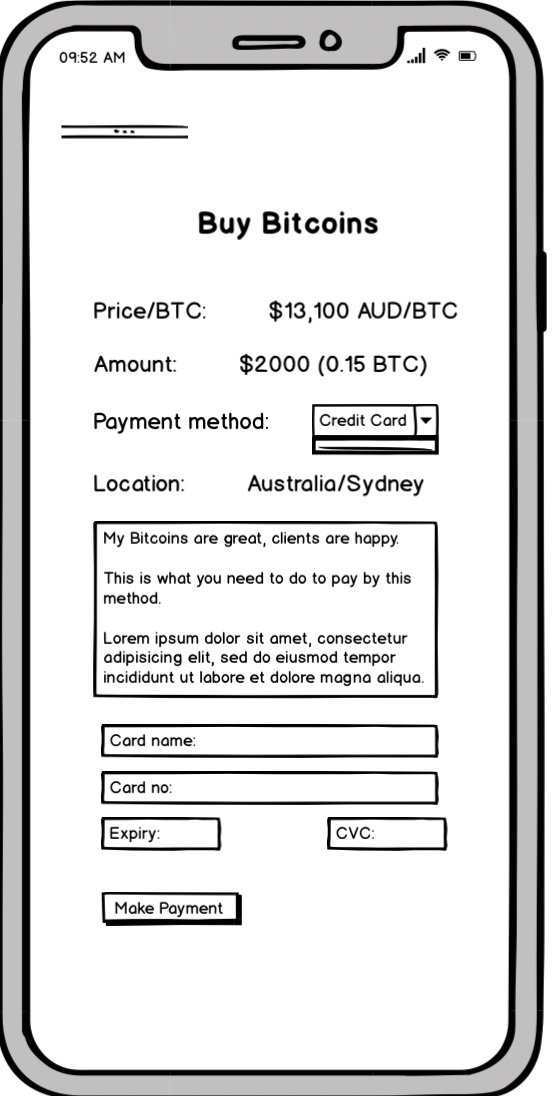 09:52 AM
Buy Bitcoins
Price/BTC: $13,100 AUD/BTC
Amount: $2000 (0.15 BTC)
Payment method: Credit Card
Location: Australia/Sydney
My Bitcoins are great, clients are happy.
This is what you need to do to pay by this
method.
Lorem ipsum dolor sit amet, consectetur
adipisicing elit, sed do eiusmod tempor
incididunt ut labore et dolore magna aliqua.
Card name:
Card no:
Expiry: CVC:
Make Payment